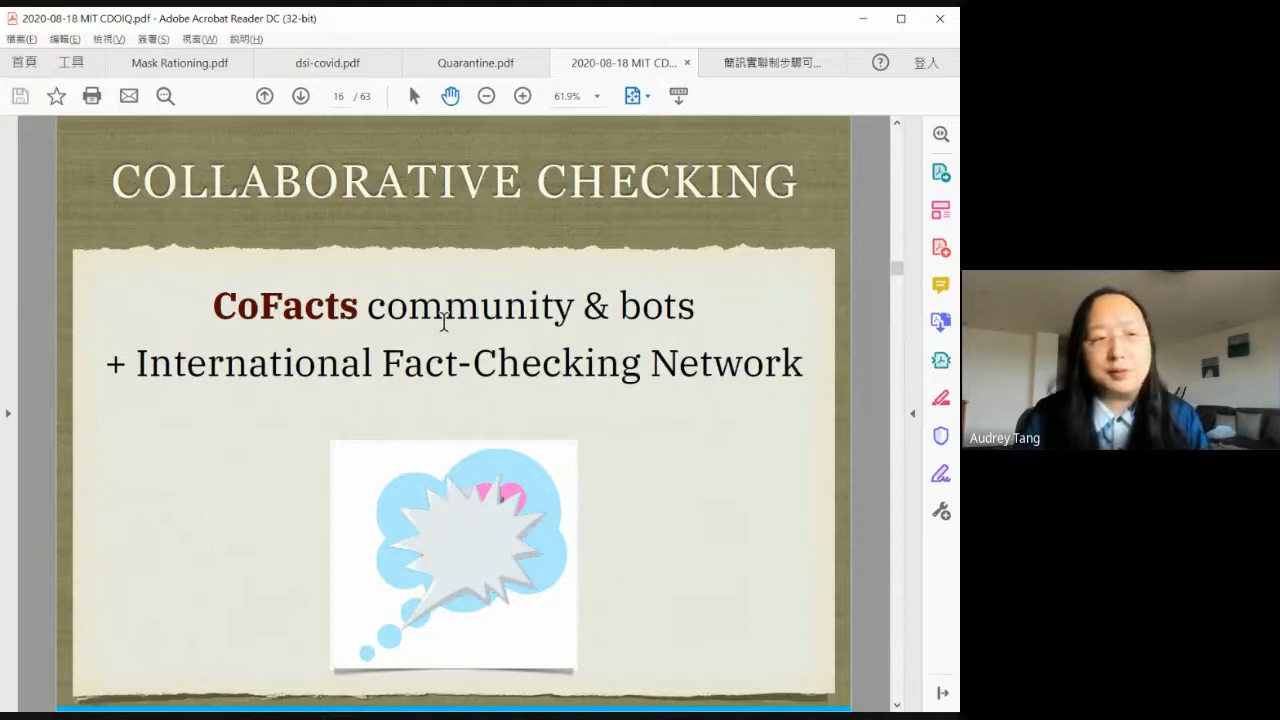 2020-08-18 MIT CDOIQ.pdf - Adobe Acrobat Reader DC (32-bit)
檔案(F) 編輯(E) 檢視(V) 簽署(S) 視窗(W) 說明(H)
首頁 工具 Mask Rationing.pdf dsi-covid.pdf Quarantine.pdf 2020-08-18 MIT CD... × 簡訊實聯制步驟可... 登入
16 / 63 61.9%
COLLABORATIVE CHECKING
CoFacts community & bots
+ International Fact-Checking Network
Audrey Tang